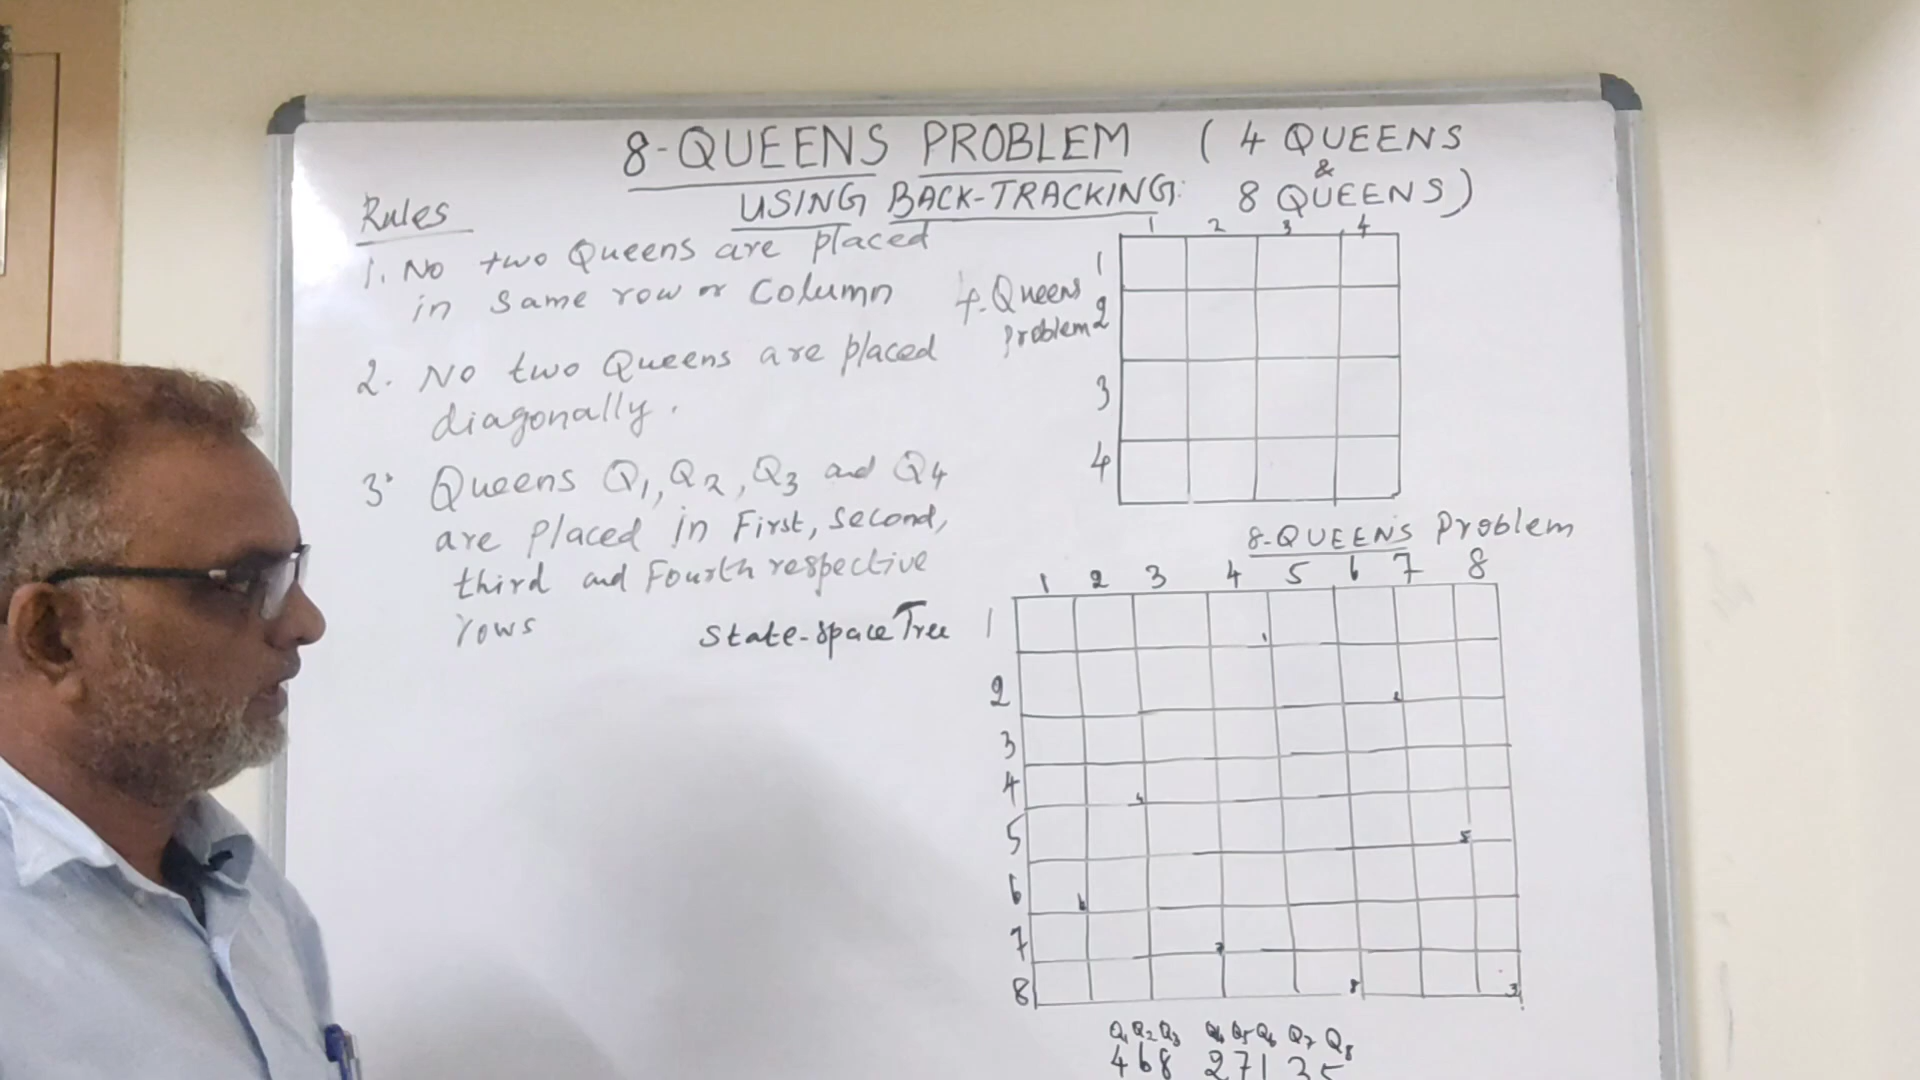 8-QUEENS PROBLEM ( 4 QUEENS
&
USING BACK-TRACKING: 8 QUEENS)
Rules
1. No two Queens are placed
in same row or Column
2. No two Queens are placed
diagonally.
3. Queens Q1, Q2, Q3 and Q4
are placed in First, second,
third and Fourth respective
rows
State-space Tree
4-Queens
Problem
1 2 3 4
1
2
3
4
8-QUEENS Problem
1 2 3 4 5 6 7 8
1
2
3
4
5
6
7
8
Q1 Q2 Q3 Q4 Q5 Q6 Q7 Q8
4 6 8 2 7 1 3 5